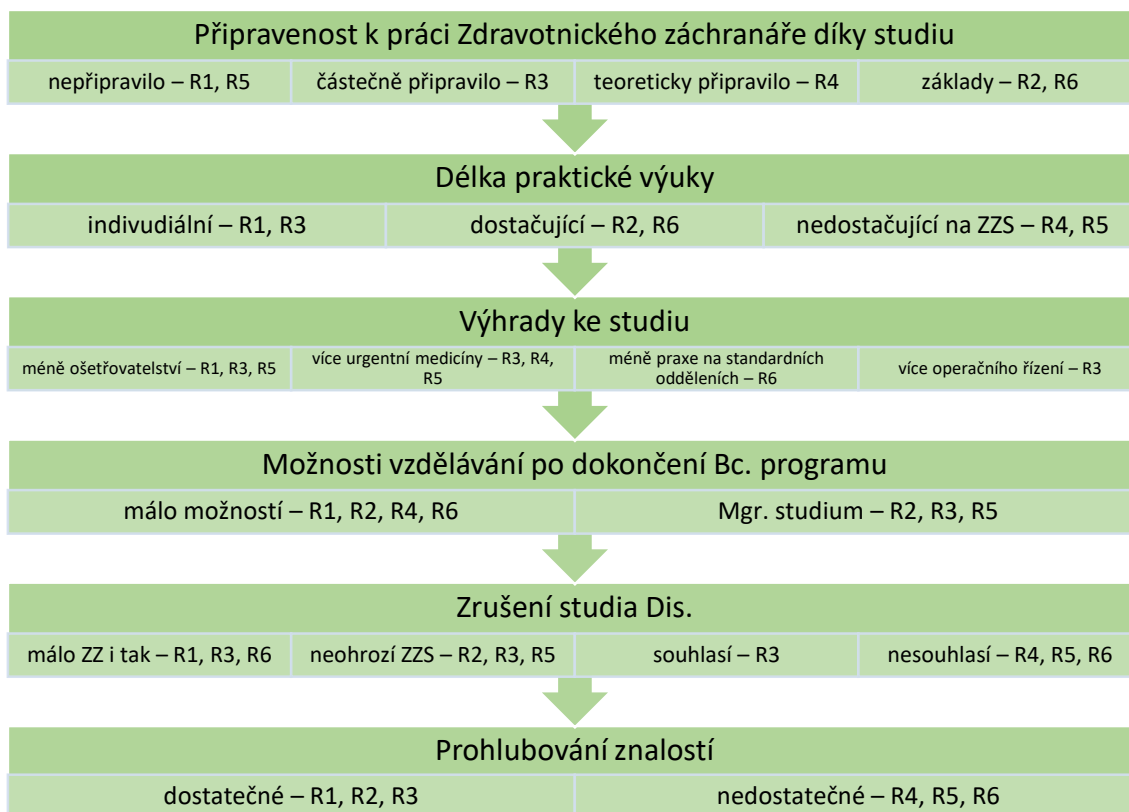 Připravenost k práci Zdravotnického záchranáře díky studiu
nepřipravilo – R1, R5
částečně připravilo – R3
teoreticky připravilo – R4
základy – R2, R6
Délka praktické výuky
indivudiální – R1, R3
dostačující – R2, R6
nedostačující na ZZS – R4, R5
Výhrady ke studiu
méně ošetřovatelství – R1, R3, R5
více urgentní medicíny – R3, R4,
R5
méně praxe na standardních
odděleních – R6
více operačního řízení – R3
Možnosti vzdělávání po dokončení Bc. programu
málo možností – R1, R2, R4, R6
Mgr. studium – R2, R3, R5
Zrušení studia Dis.
málo ZZ i tak – R1, R3, R6
neohrozí ZZS – R2, R3, R5
souhlasí – R3
nesouhlasí – R4, R5, R6
Prohlubování znalostí
dostatečné – R1, R2, R3
nedostatečné – R4, R5, R6